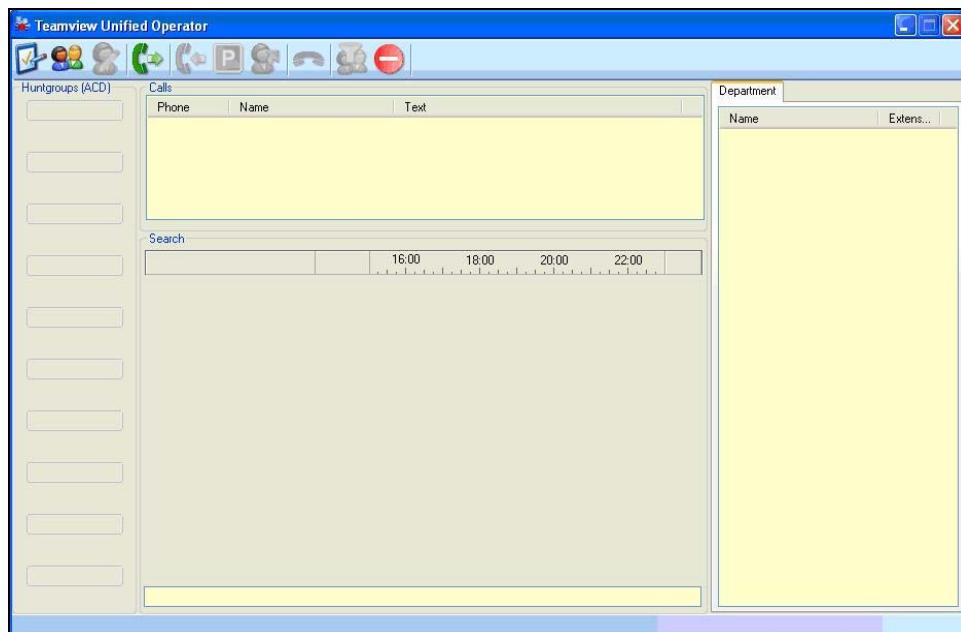 Teamview Unified Operator
P
Huntgroups (ACD)
Calls
Phone Name Text
Search
16:00 18:00 20:00 22:00
Department
Name Extens...